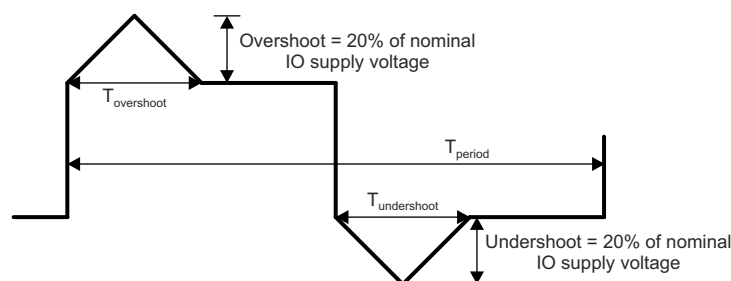 Overshoot = 20% of nominal
IO supply voltage
Tovershoot
Tperiod
Tundershoot
Undershoot = 20% of nominal
IO supply voltage